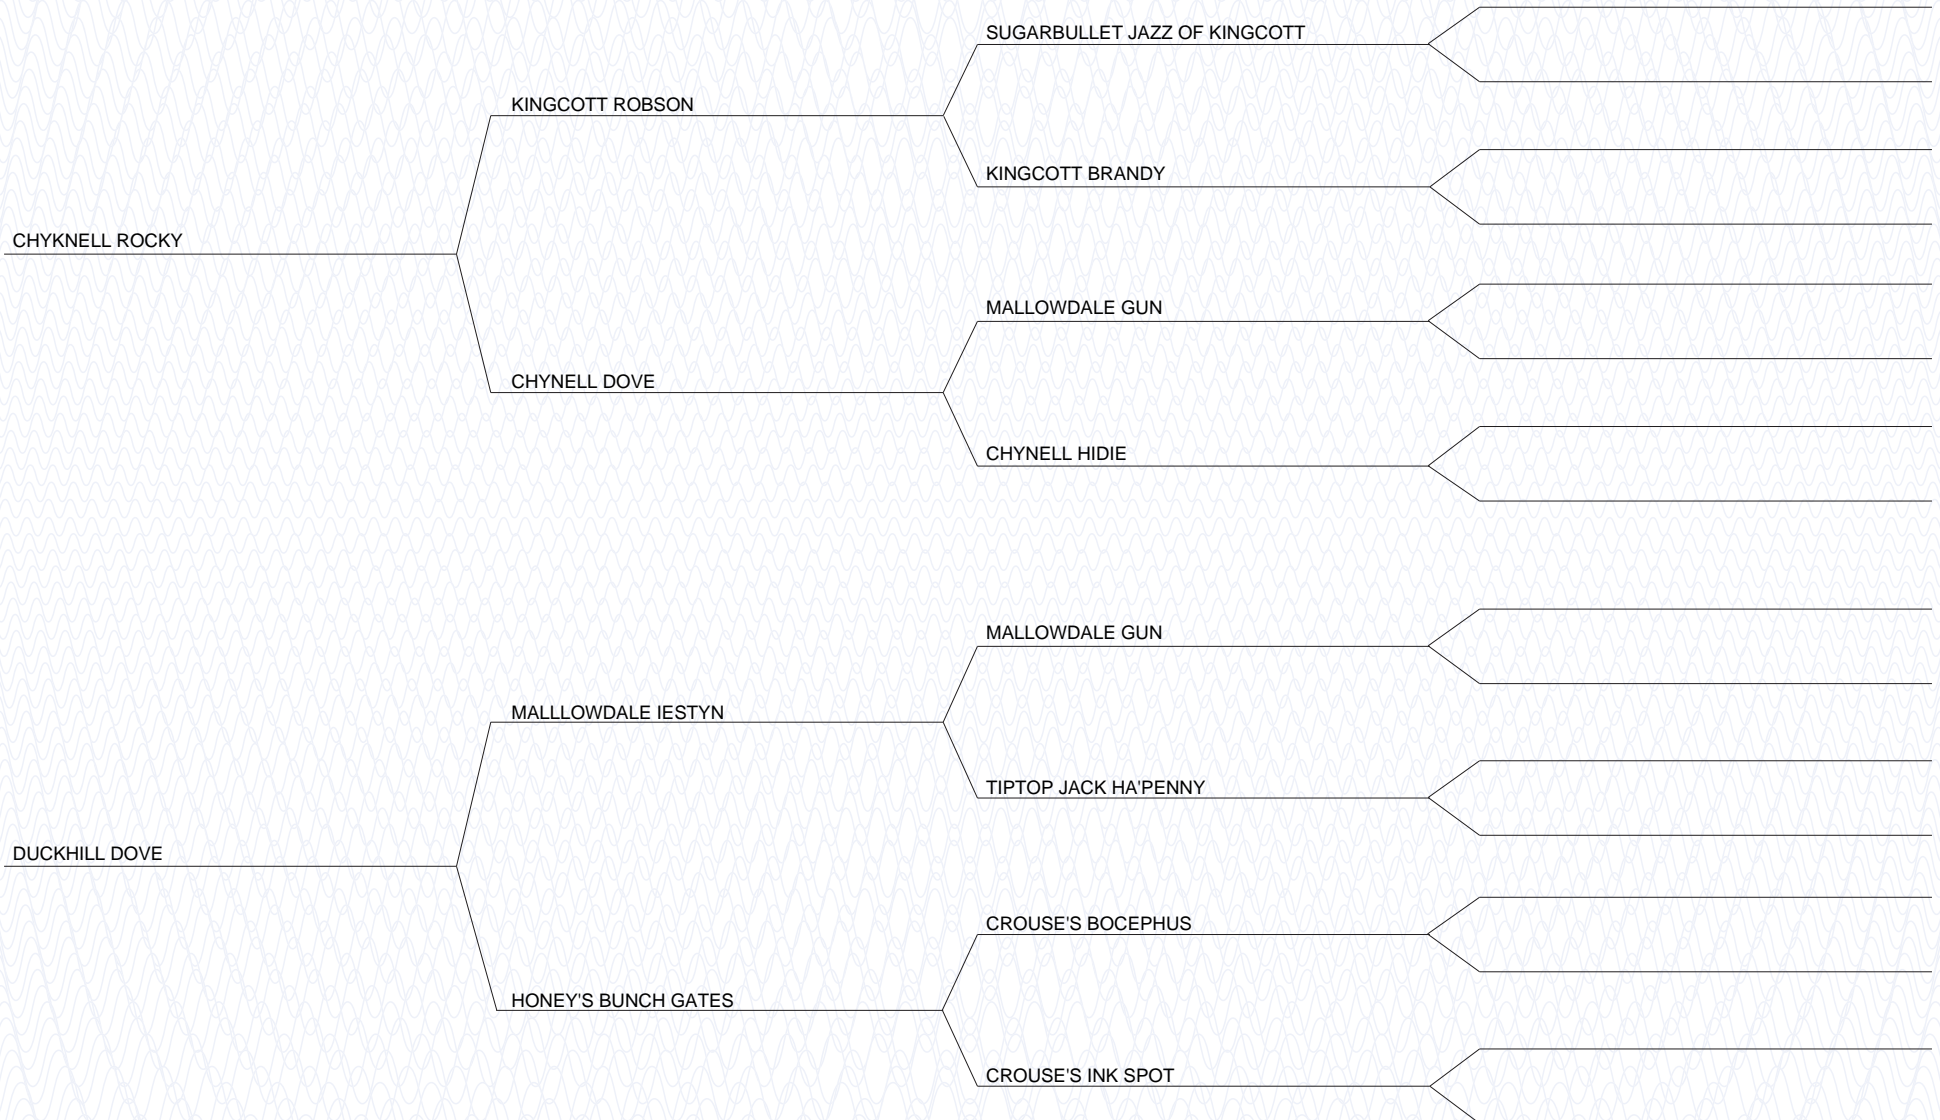 SUGARBULLET JAZZ OF KINGCOTT
KINGCOTT ROBSON
KINGCOTT BRANDY
CHYKNELL ROCKY
MALLOWDALE GUN
CHYNELL DOVE
CHYNELL HIDIE
MALLOWDALE GUN
MALLLOWDALE IESTYN
TIPTOP JACK HA'PENNY
DUCKHILL DOVE
CROUSE'S BOCEPHUS
HONEY'S BUNCH GATES
CROUSE'S INK SPOT